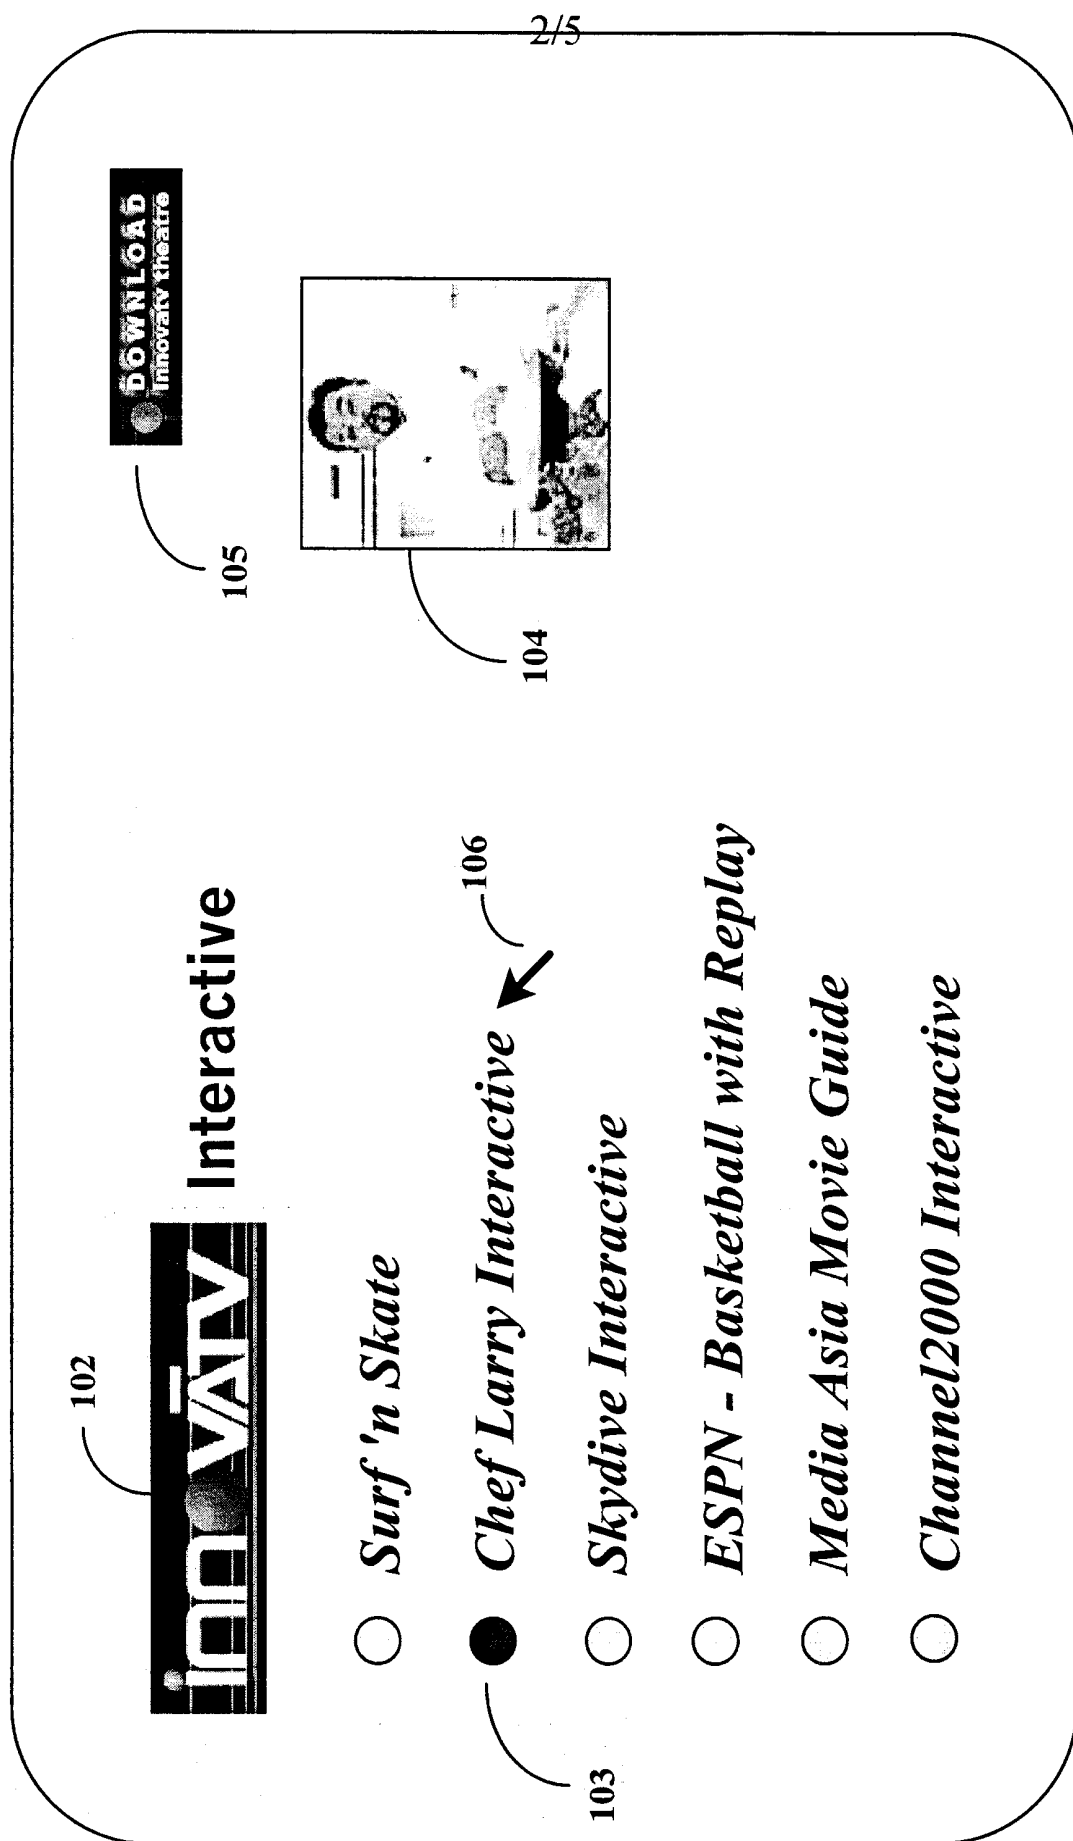 2/5
102
innovATV Interactive
105
DOWNLOAD
innovatv theatre
Surf 'n Skate
Chef Larry Interactive
106
104
Skydive Interactive
103
ESPN - Basketball with Replay
Media Asia Movie Guide
Channel2000 Interactive